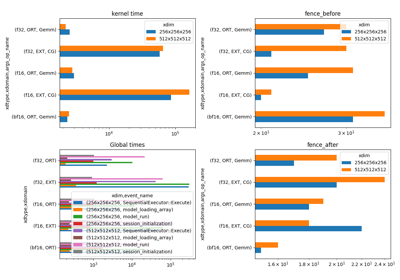 kernel time
xdtype,xdomain,args_op_name
(f32, ORT, Gemm)
(f32, EXT, CG)
(f16, ORT, Gemm)
(f16, EXT, CG)
(bf16, ORT, Gemm)
xdim
256x256x256
512x512x512
10⁴
10⁵
fence_before
xdtype,xdomain,args_op_name
(f32, ORT, Gemm)
(f32, EXT, CG)
(f16, ORT, Gemm)
(f16, EXT, CG)
(bf16, ORT, Gemm)
xdim
256x256x256
512x512x512
2 × 10¹
3 × 10¹
Global times
xdtype,xdomain
(f32, ORT)
(f32, EXT)
(f16, ORT)
(f16, EXT)
(bf16, ORT)
xdim,event_name
(256x256x256, SequentialExecutor::Execute)
(256x256x256, model_loading_array)
(256x256x256, model_run)
(256x256x256, session_initialization)
(512x512x512, SequentialExecutor::Execute)
(512x512x512, model_loading_array)
(512x512x512, model_run)
(512x512x512, session_initialization)
10³
10⁴
10⁵
fence_after
xdtype,xdomain,args_op_name
(f32, ORT, Gemm)
(f32, EXT, CG)
(f16, ORT, Gemm)
(f16, EXT, CG)
(bf16, ORT, Gemm)
xdim
256x256x256
512x512x512
1.6 × 10¹
1.8 × 10¹
2 × 10¹
2.2 × 10¹
2.4 × 10¹